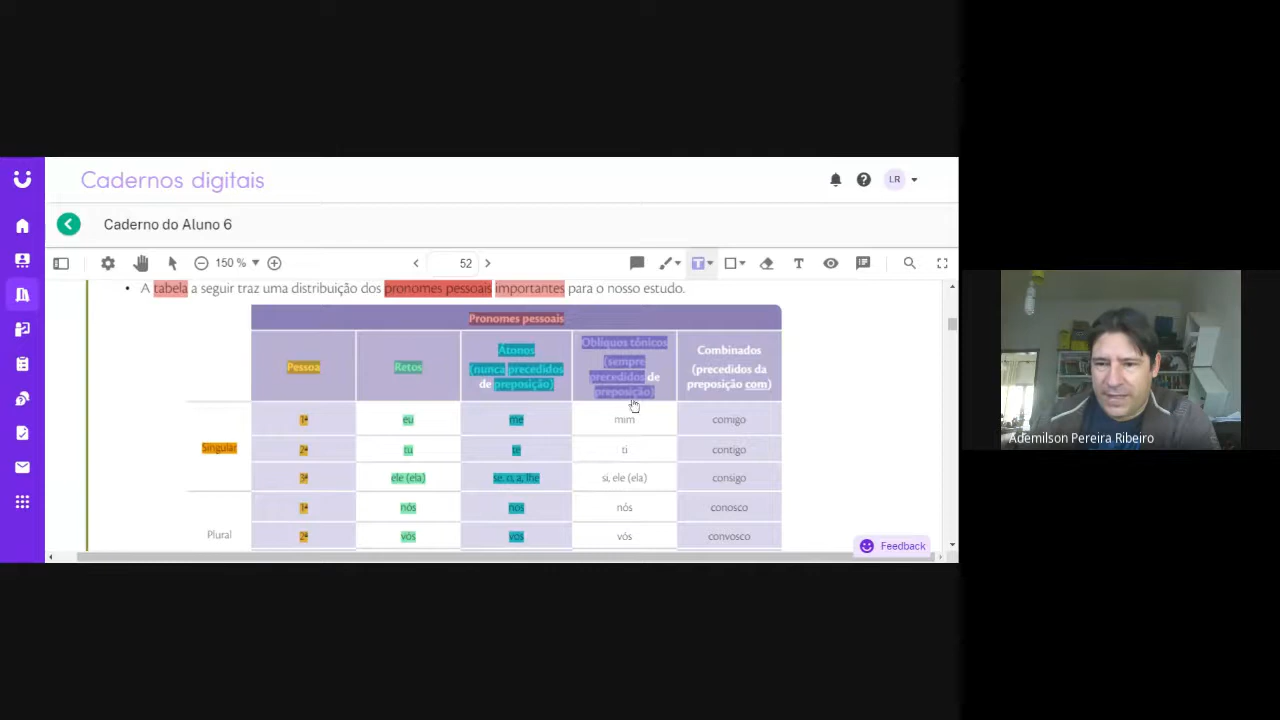 Cadernos digitais
LR
Caderno do Aluno 6
150 %
52
• A tabela a seguir traz uma distribuição dos pronomes pessoais importantes para o nosso estudo.
Pronomes pessoais
Pessoa
Retos
Átonos
(nunca precedidos
de preposição)
Oblíquos tônicos
(sempre
precedidos de
preposição)
Combinados
(precedidos da
preposição com)
Singular
1ª eu me mim comigo
2ª tu te ti contigo
3ª ele (ela) se, o, a, lhe si, ele (ela) consigo
Plural
1ª nós nos nós conosco
2ª vós vos vós convosco
Feedback
Ademilson Pereira Ribeiro